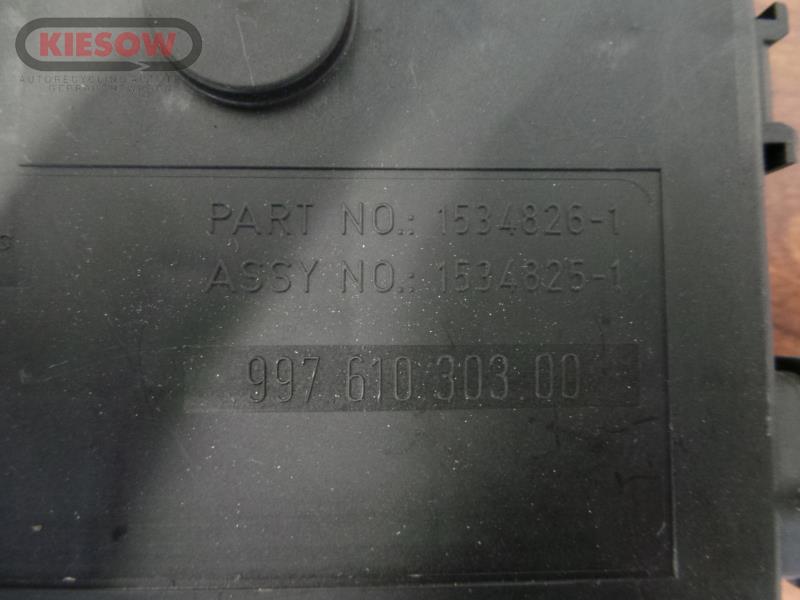 KIESOW
PART NO.: 1534826-1
ASSY NO.: 1534825-1
997.610.303.00